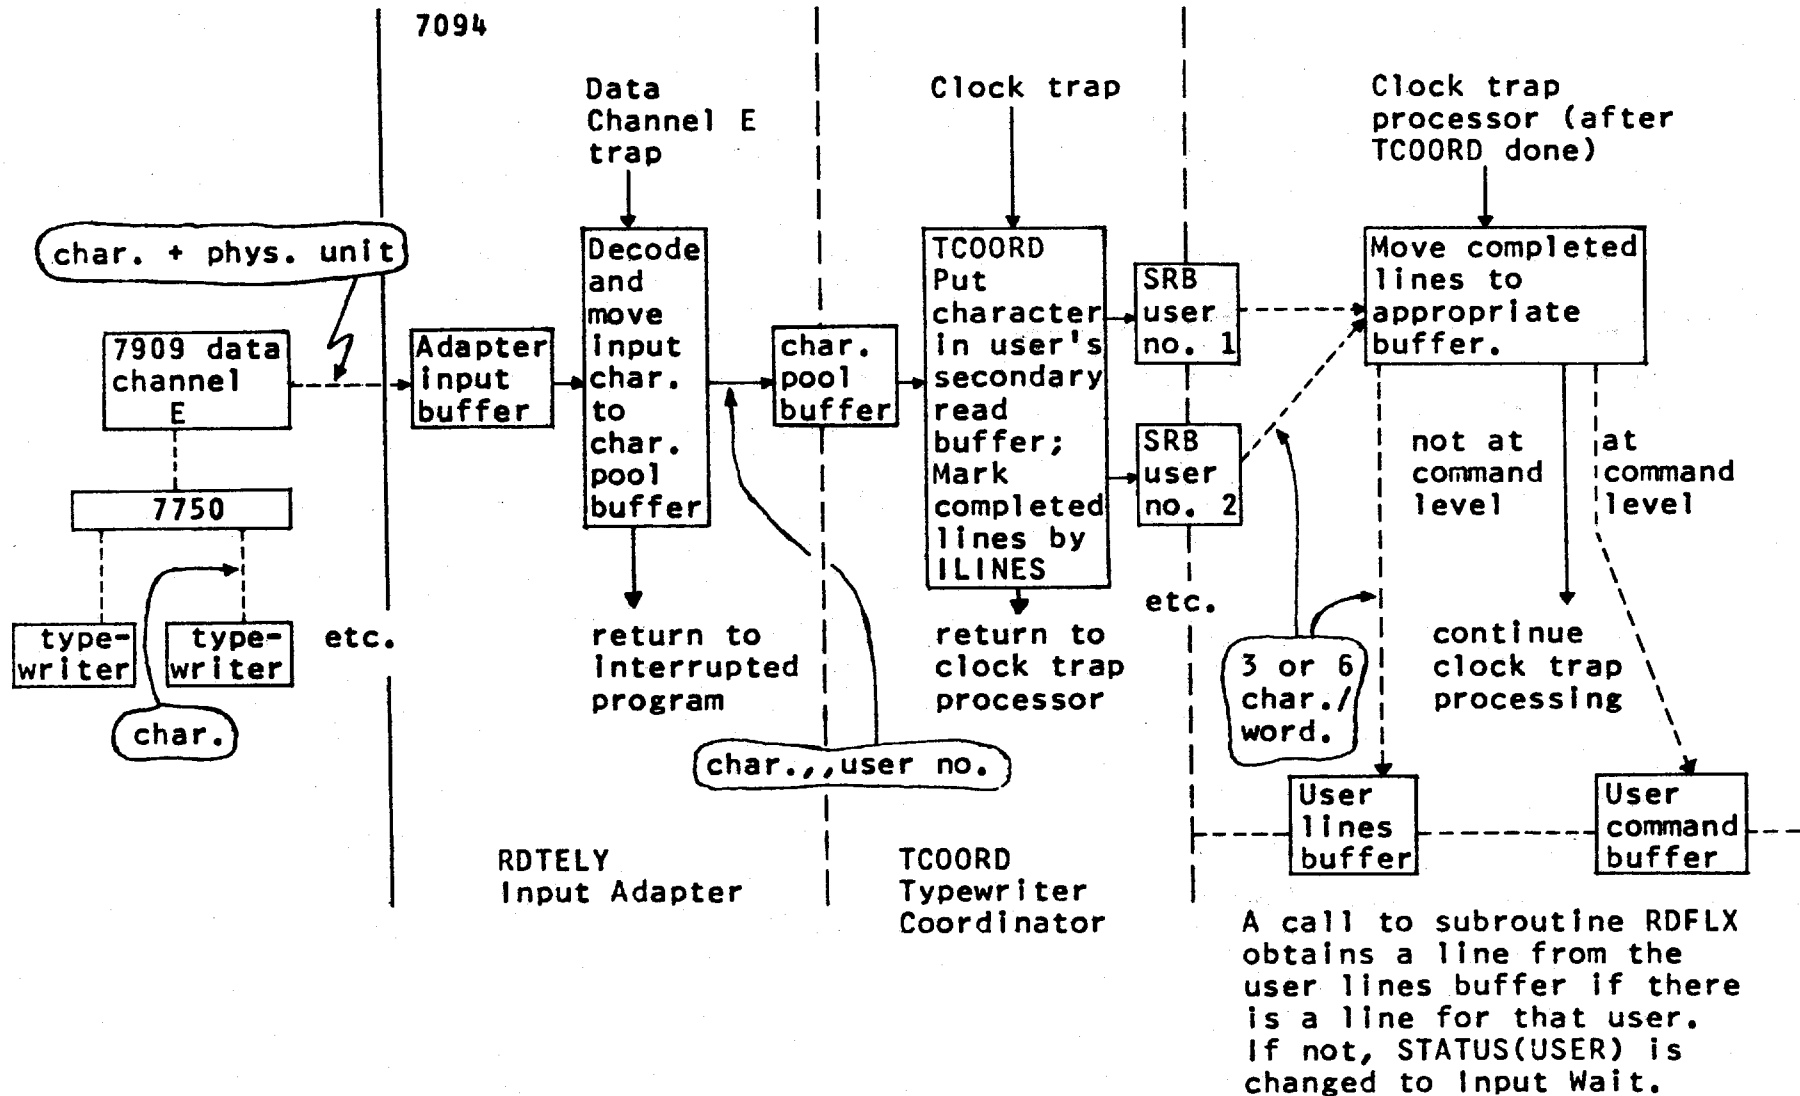 7094
Data
Channel E
trap
Clock trap
Clock trap
processor (after
TCOORD done)
char. + phys. unit
7909 data
channel
E
7750
type-
writer
type-
writer
etc.
char.
Adapter
input
buffer
Decode
and
move
input
char.
to
char.
pool
buffer
return to
interrupted
program
char.
pool
buffer
char.,,user no.
TCOORD
Put
character
in user's
secondary
read
buffer;
Mark
completed
lines by
ILINES
return to
clock trap
processor
SRB
user
no. 1
SRB
user
no. 2
etc.
Move completed
lines to
appropriate
buffer.
not at
command
level
at
command
level
3 or 6
char./
word.
continue
clock trap
processing
User
lines
buffer
User
command
buffer
RDTELY
Input Adapter
TCOORD
Typewriter
Coordinator
A call to subroutine RDFLX
obtains a line from the
user lines buffer if there
is a line for that user.
If not, STATUS(USER) is
changed to Input Wait.